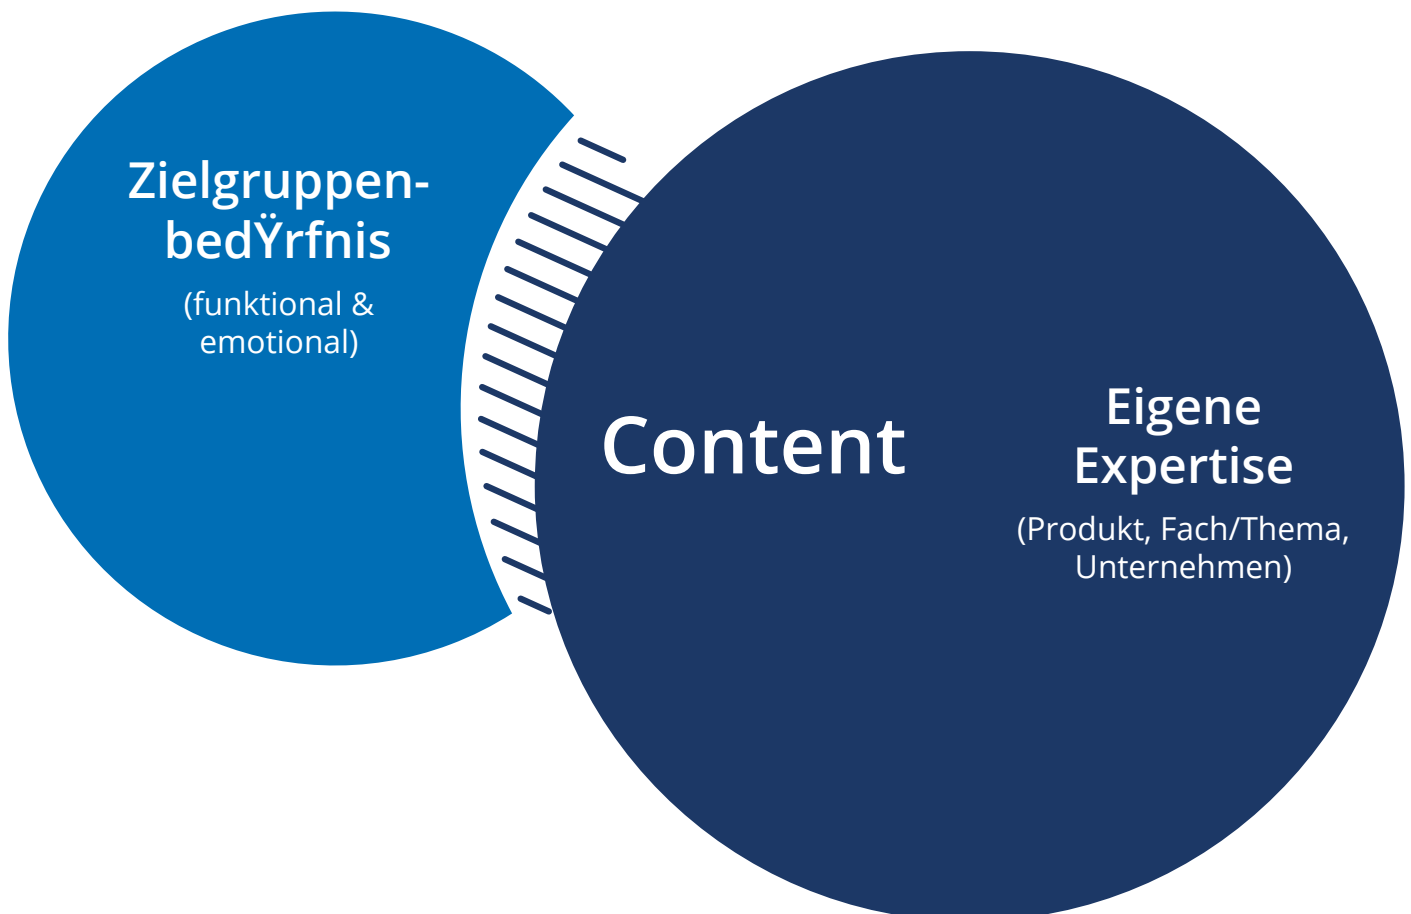 Zielgruppen-
bedŸrfnis
(funktional &
emotional)
Content
Eigene
Expertise
(Produkt, Fach/Thema,
Unternehmen)